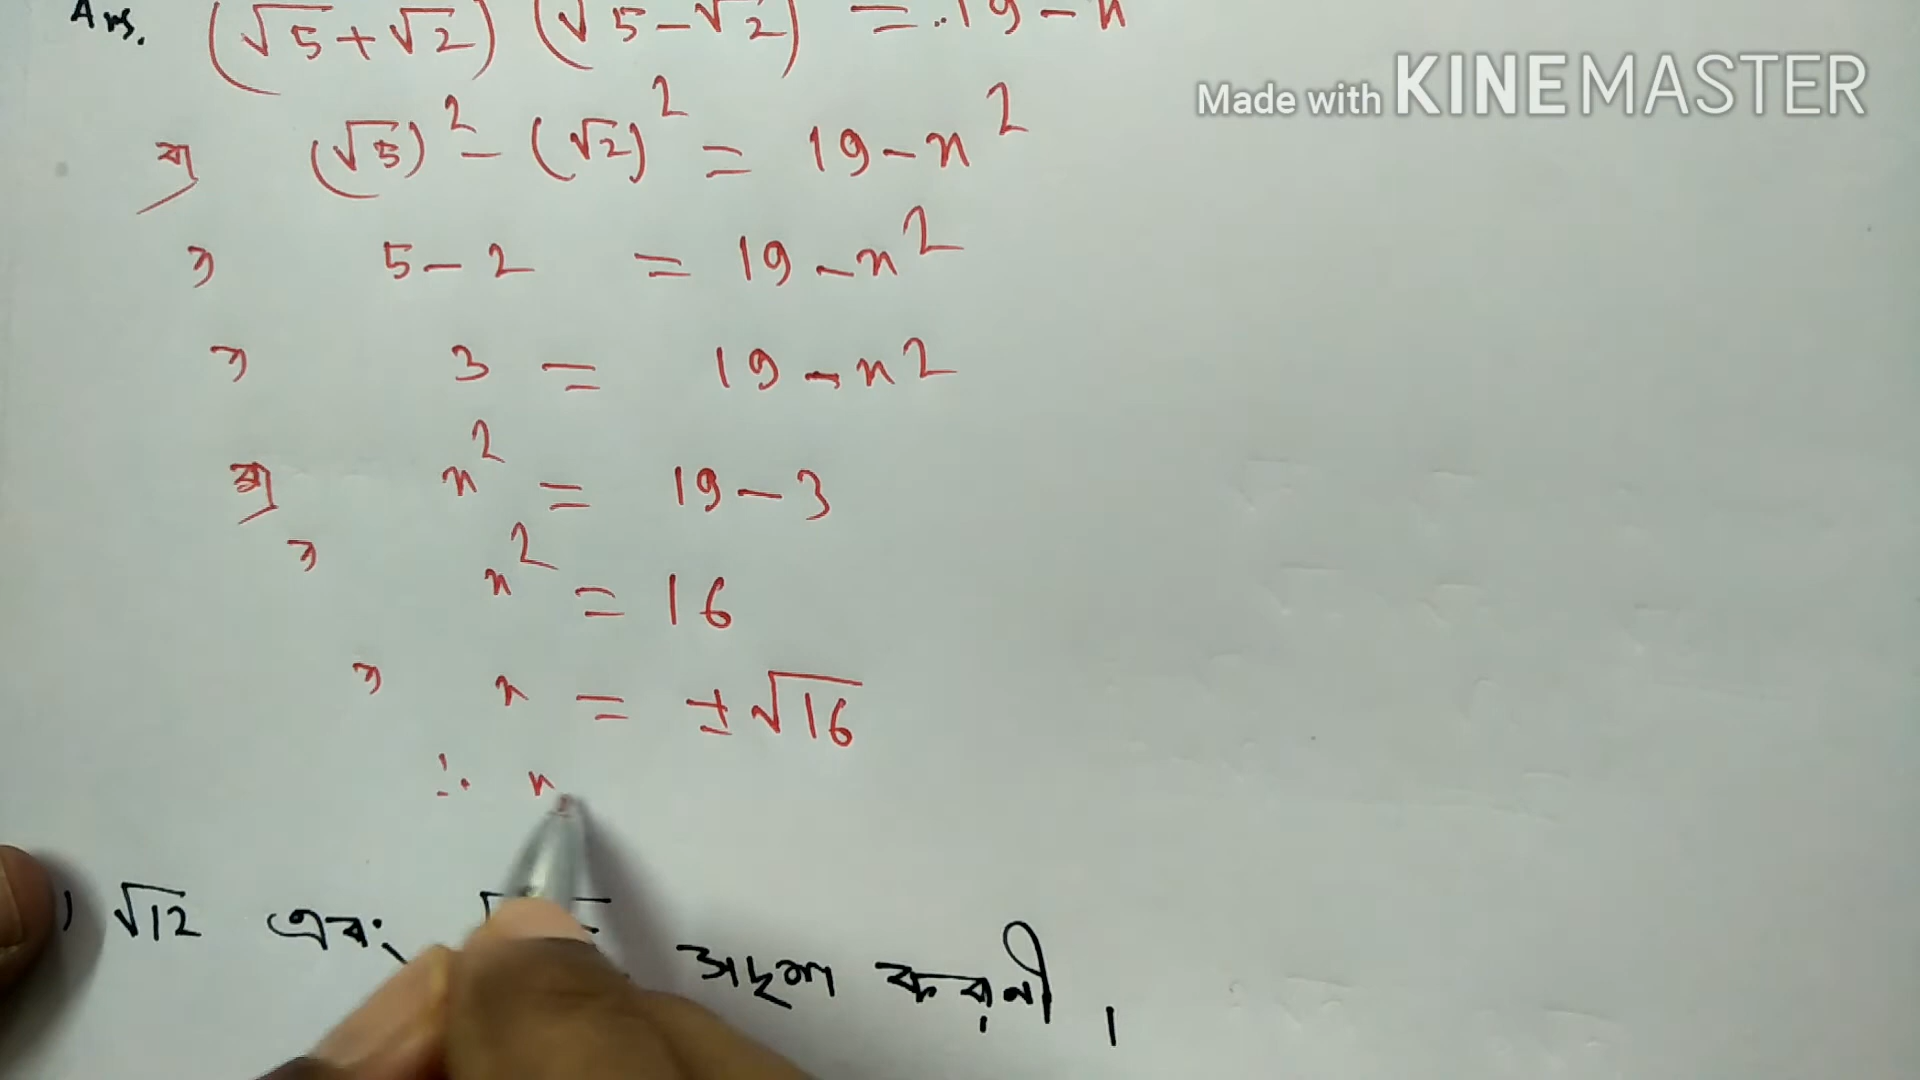 Ans. (√5+√2) (√5-√2) = 19-x
Made with KINEMASTER
বা, (√5)² - (√2)² = 19-x²
" 5-2 = 19-x²
" 3 = 19-x²
বা, x² = 19-3
" x² = 16
" x = ±√16
∴ x
) √12 এবং অদৃশ করণী ।